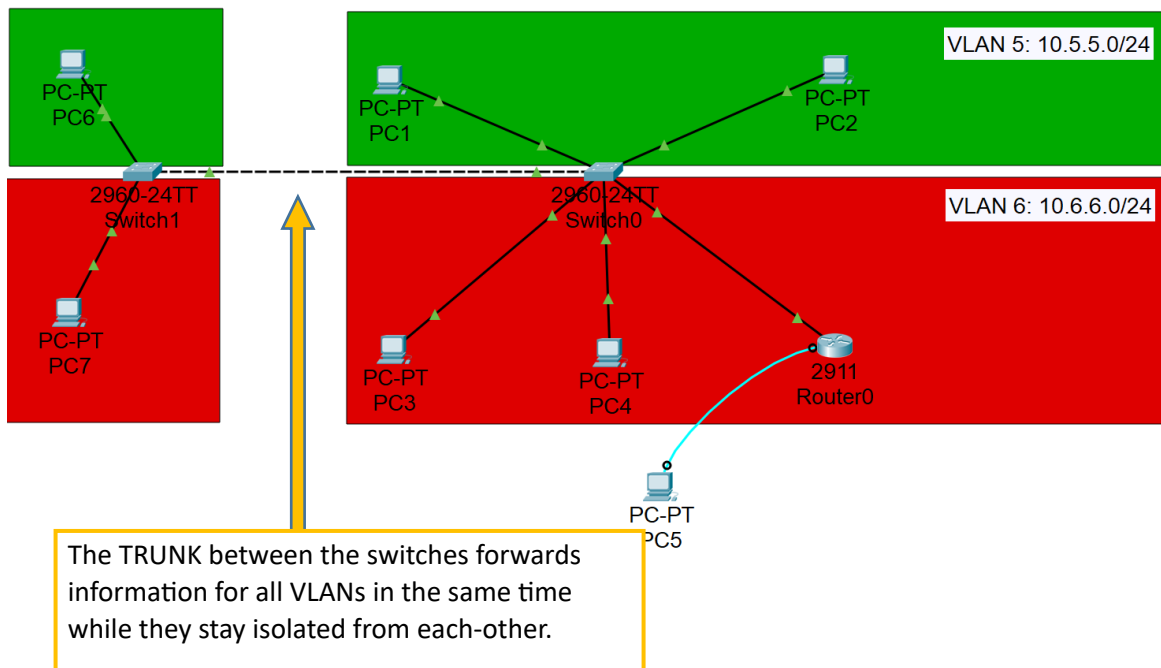 VLAN 5: 10.5.5.0/24
PC-PT
PC6
PC-PT
PC1
PC-PT
PC2
2960-24TT
Switch1
2960-24TT
Switch0
VLAN 6: 10.6.6.0/24
PC-PT
PC7
PC-PT
PC3
PC-PT
PC4
2911
Router0
PC-PT
PC5
The TRUNK between the switches forwards
information for all VLANs in the same time
while they stay isolated from each-other.